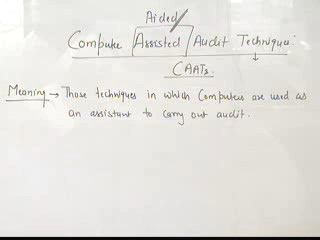 Aided
Computer Assisted Audit Technique
CAATs.
Meaning → Those techniques in which Computers are used as
an assistant to carry out audit.